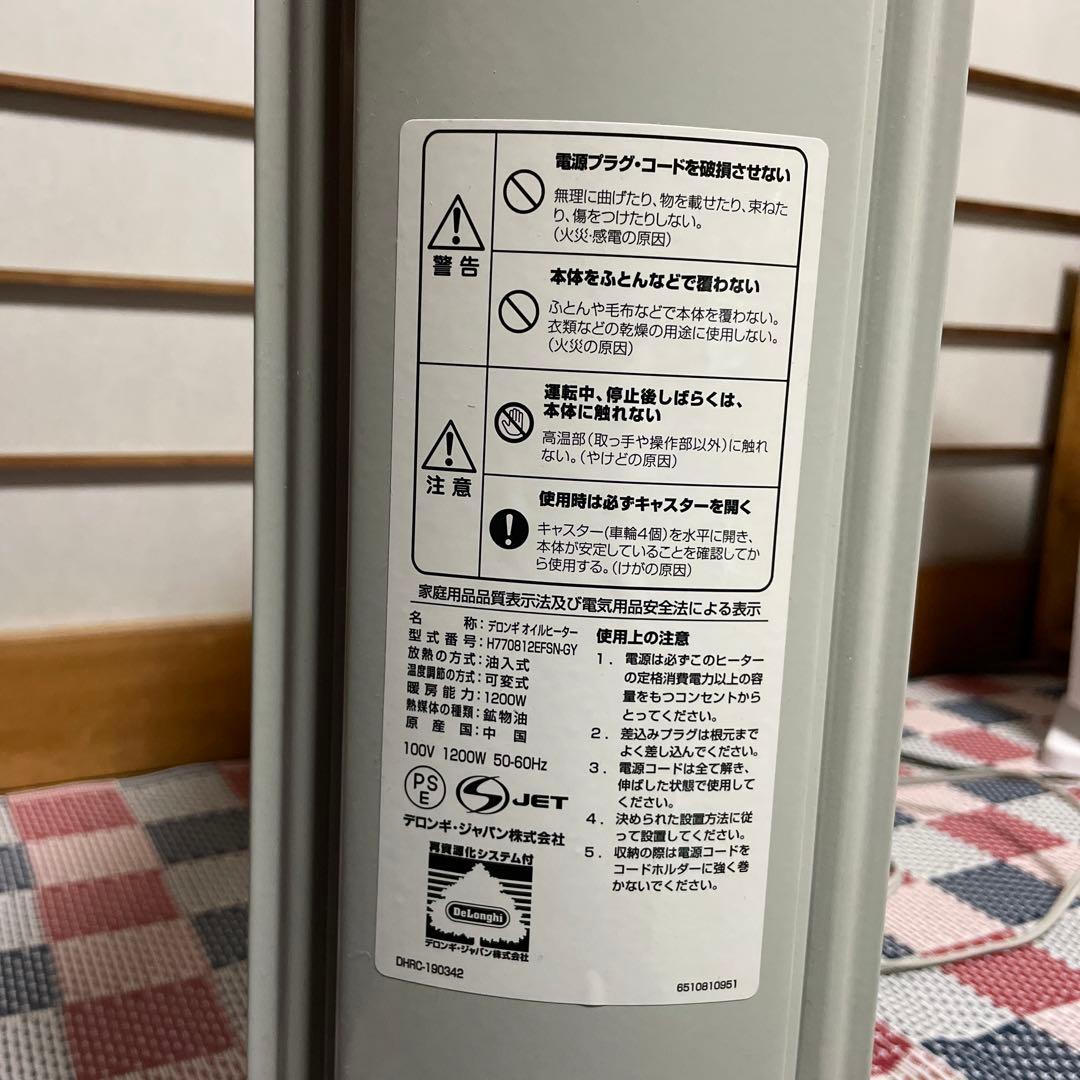 電源プラグ・コードを破損させない
無理に曲げたり、物を載せたり、束ねた
り、傷をつけたりしない。
(火災・感電の原因)
警告
本体をふとんなどで覆わない
ふとんや毛布などで本体を覆わない。
衣類などの乾燥の用途に使用しない。
(火災の原因)
運転中、停止後しばらくは、
本体に触れない
高温部(取っ手や操作部以外)に触れ
ない。(やけどの原因)
注意
使用時は必ずキャスターを開く
キャスター(車輪4個)を水平に開き、
本体が安定していることを確認してか
ら使用する。(けがの原因)
家庭用品品質表示法及び電気用品安全法による表示
名称:デロンギ オイルヒーター
型式番号:H770812EFSN-GY
放熱の方式:油入式
温度調節の方式:可変式
暖房能力:1200W
熱媒体の種類:鉱物油
原産国:中国
100V 1200W 50-60Hz
PS
E
JET
デロンギ・ジャパン株式会社
再資源化システム付
DeLonghi
デロンギ・ジャパン株式会社
DHRC-190342
使用上の注意
1. 電源は必ずこのヒーター
の定格消費電力以上の容
量をもつコンセントから
とってください。
2. 差込みプラグは根元まで
よく差し込んでください。
3. 電源コードは全て解き、
伸ばした状態で使用して
ください。
4. 決められた設置方法に従
って設置してください。
5. 収納の際は電源コードを
コードホルダーに強く巻
かないでください。
6510810951